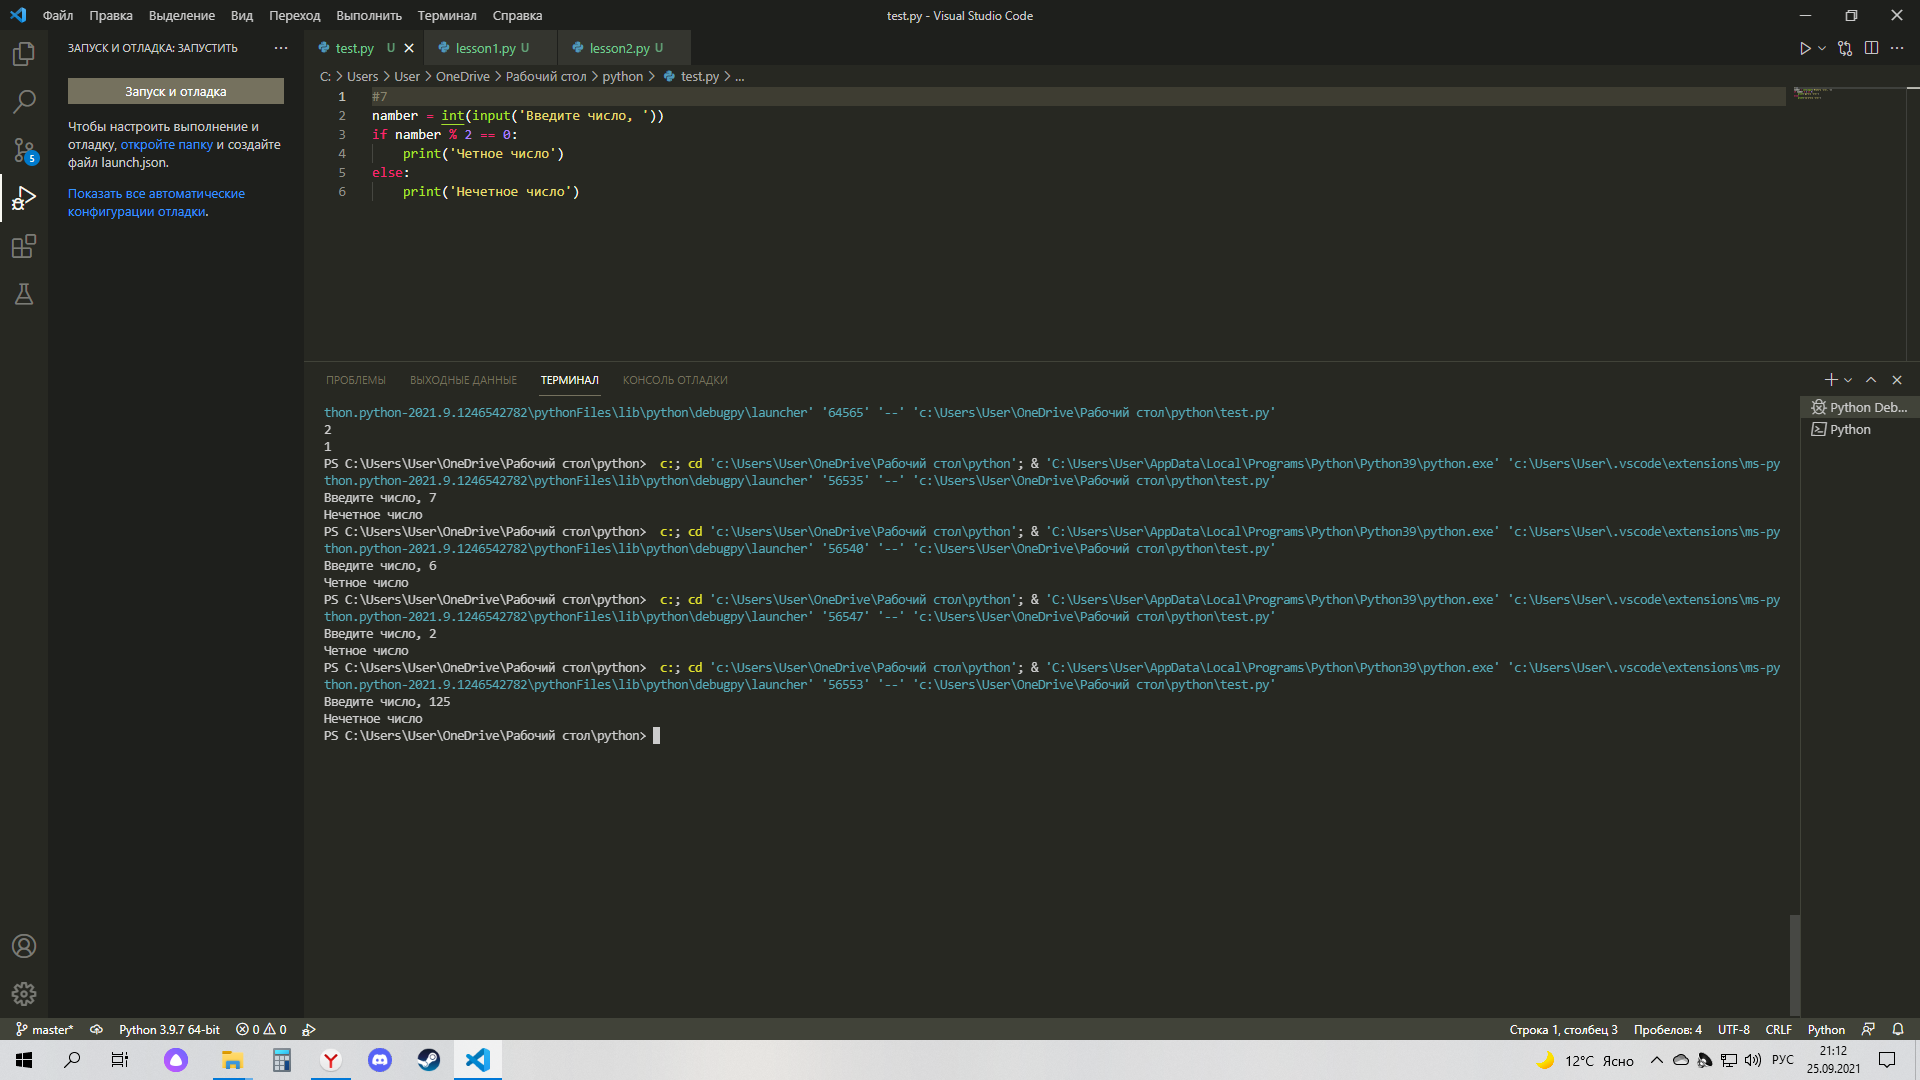 Файл Правка Выделение Вид Переход Выполнить Терминал Справка
test.py - Visual Studio Code
ЗАПУСК И ОТЛАДКА: ЗАПУСТИТЬ
Запуск и отладка
Чтобы настроить выполнение и
отладку, откройте папку и создайте
файл launch.json.
Показать все автоматические
конфигурации отладки.
test.py U
lesson1.py U
lesson2.py U
C: > Users > User > OneDrive > Рабочий стол > python > test.py > ...
1 #7
2 namber = int(input('Введите число, '))
3 if namber % 2 == 0:
4 print('Четное число')
5 else:
6 print('Нечетное число')
ПРОБЛЕМЫ ВЫХОДНЫЕ ДАННЫЕ ТЕРМИНАЛ КОНСОЛЬ ОТЛАДКИ
thon.python-2021.9.1246542782\pythonFiles\lib\python\debugpy\launcher' '64565' '--' 'c:\Users\User\OneDrive\Рабочий стол\python\test.py'
2
1
PS C:\Users\User\OneDrive\Рабочий стол\python> c:; cd 'c:\Users\User\OneDrive\Рабочий стол\python'; & 'C:\Users\User\AppData\Local\Programs\Python\Python39\python.exe' 'c:\Users\User\.vscode\extensions\ms-py
thon.python-2021.9.1246542782\pythonFiles\lib\python\debugpy\launcher' '56535' '--' 'c:\Users\User\OneDrive\Рабочий стол\python\test.py'
Введите число, 7
Нечетное число
PS C:\Users\User\OneDrive\Рабочий стол\python> c:; cd 'c:\Users\User\OneDrive\Рабочий стол\python'; & 'C:\Users\User\AppData\Local\Programs\Python\Python39\python.exe' 'c:\Users\User\.vscode\extensions\ms-py
thon.python-2021.9.1246542782\pythonFiles\lib\python\debugpy\launcher' '56540' '--' 'c:\Users\User\OneDrive\Рабочий стол\python\test.py'
Введите число, 6
Четное число
PS C:\Users\User\OneDrive\Рабочий стол\python> c:; cd 'c:\Users\User\OneDrive\Рабочий стол\python'; & 'C:\Users\User\AppData\Local\Programs\Python\Python39\python.exe' 'c:\Users\User\.vscode\extensions\ms-py
thon.python-2021.9.1246542782\pythonFiles\lib\python\debugpy\launcher' '56547' '--' 'c:\Users\User\OneDrive\Рабочий стол\python\test.py'
Введите число, 2
Четное число
PS C:\Users\User\OneDrive\Рабочий стол\python> c:; cd 'c:\Users\User\OneDrive\Рабочий стол\python'; & 'C:\Users\User\AppData\Local\Programs\Python\Python39\python.exe' 'c:\Users\User\.vscode\extensions\ms-py
thon.python-2021.9.1246542782\pythonFiles\lib\python\debugpy\launcher' '56553' '--' 'c:\Users\User\OneDrive\Рабочий стол\python\test.py'
Введите число, 125
Нечетное число
PS C:\Users\User\OneDrive\Рабочий стол\python>
Python Deb...
Python
5
master* Python 3.9.7 64-bit 0 0
Строка 1, столбец 3 Пробелов: 4 UTF-8 CRLF Python
12°C Ясно
РУС
21:12
25.09.2021